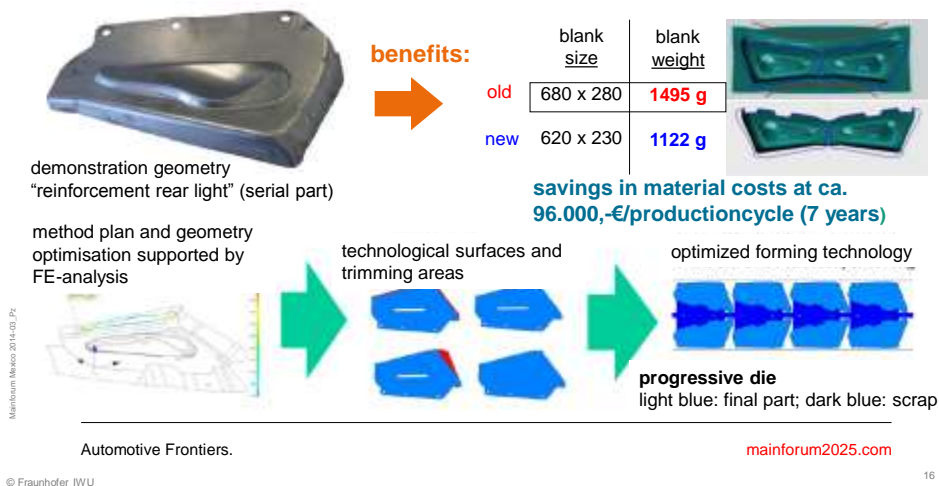 benefits:
blank size
blank weight
old
680 x 280
1495 g
new
620 x 230
1122 g
demonstration geometry
“reinforcement rear light” (serial part)
savings in material costs at ca.
96.000,-€/productioncycle (7 years)
method plan and geometry
optimisation supported by
FE-analysis
technological surfaces and
trimming areas
optimized forming technology
progressive die
light blue: final part; dark blue: scrap
Mainforum Mexico 2014-03_Pz
Automotive Frontiers.
mainforum2025.com
© Fraunhofer IWU
16